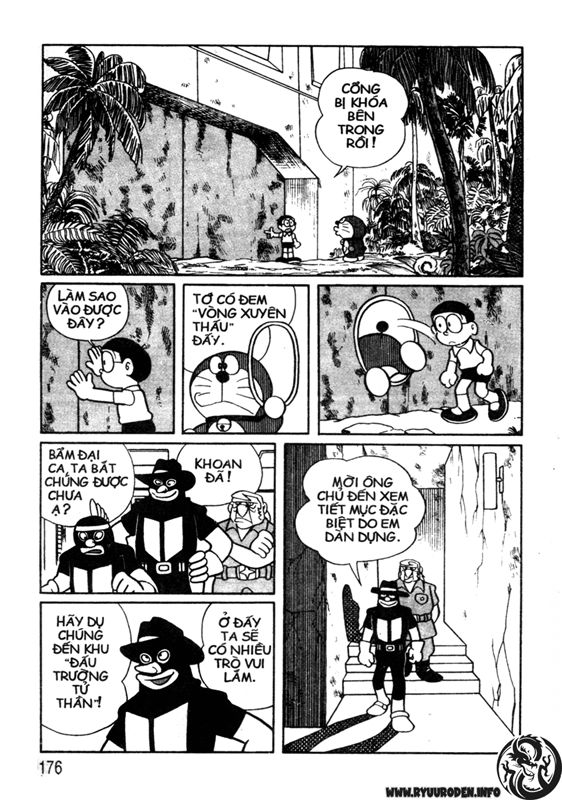 CỔNG
BỊ KHÓA
BÊN
TRONG
RỒI!
LÀM SAO
VÀO ĐƯỢC
ĐÂY?
TỚ CÓ ĐEM
“VÒNG XUYÊN
THẤU”
ĐẤY.
BẨM ĐẠI
CA, TA BẮT
CHÚNG ĐƯỢC
CHƯA
Ạ?
KHOAN
ĐÃ!
HÃY DỤ
CHÚNG
ĐẾN KHU
“ĐẤU
TRƯỜNG
TỬ
THẦN”!
Ở ĐẤY
TA SẼ
CÓ NHIỀU
TRÒ VUI
LẮM.
MỜI ÔNG
CHỦ ĐẾN XEM
TIẾT MỤC ĐẶC
BIỆT DO EM
DÀN DỰNG.
176
WWW.RYUURODEN.INFO